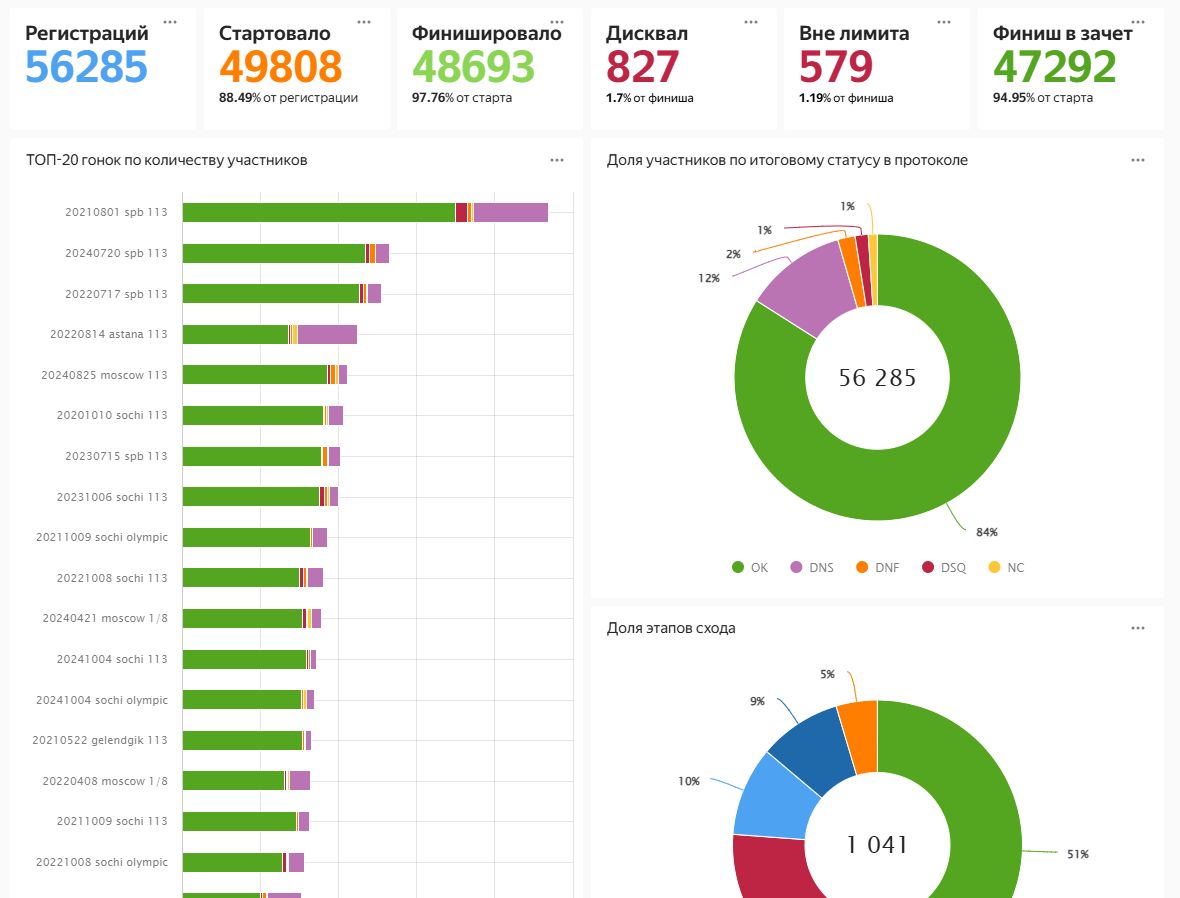 Регистраций
56285
Стартовало
49808
88.49% от регистрации
Финишировало
48693
97.76% от старта
Дисквал
827
1.7% от финиша
Вне лимита
579
1.19% от финиша
Финиш в зачет
47292
94.95% от старта
ТОП-20 гонок по количеству участников
20210801 spb 113
20240720 spb 113
20220717 spb 113
20220814 astana 113
20240825 moscow 113
20201010 sochi 113
20230715 spb 113
20231006 sochi 113
20211009 sochi olympic
20221008 sochi 113
20240421 moscow 1/8
20241004 sochi 113
20241004 sochi olympic
20210522 gelendgik 113
20220408 moscow 1/8
20211009 sochi 113
20221008 sochi olympic
Доля участников по итоговому статусу в протоколе
1%
1%
2%
12%
56 285
84%
OK DNS DNF DSQ NC
Доля этапов схода
5%
9%
10%
1 041
51%